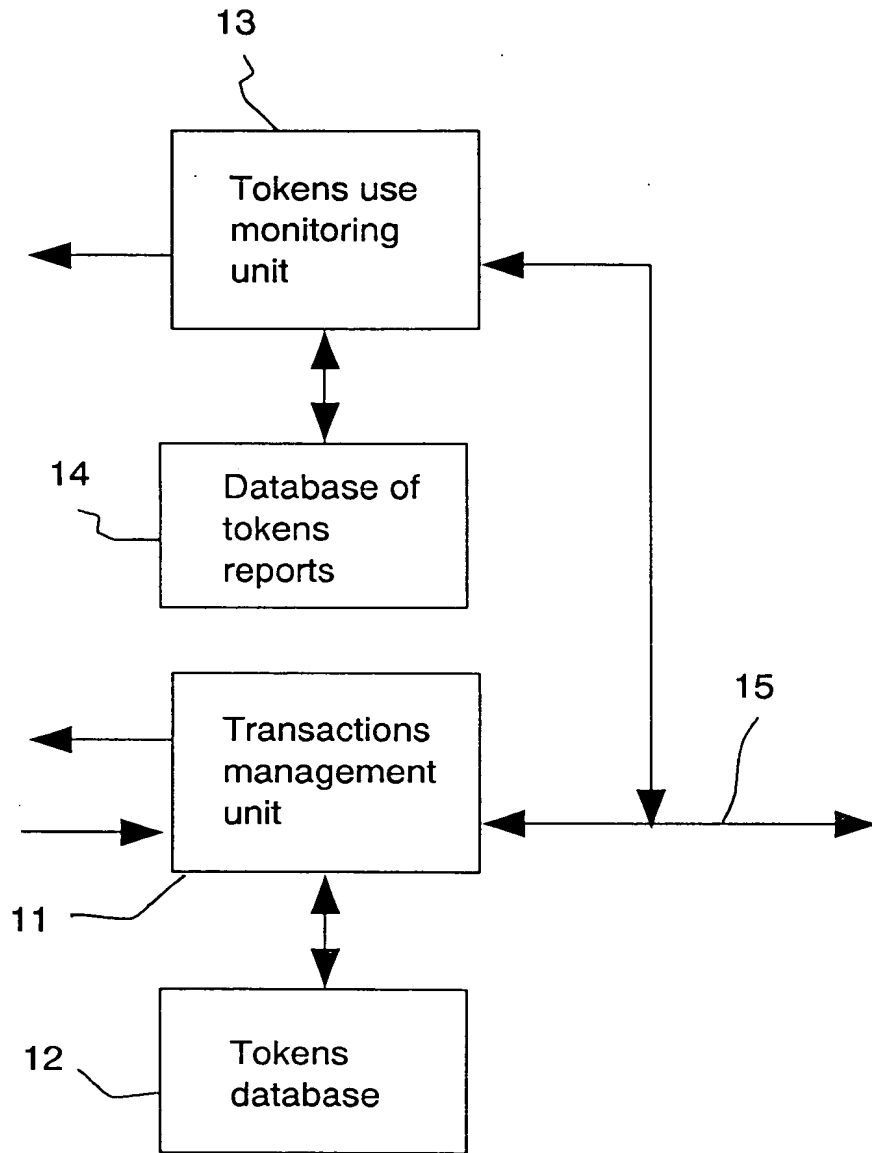 13
Tokens use
monitoring
unit
14
Database of
tokens
reports
15
Transactions
management
unit
11
12
Tokens
database